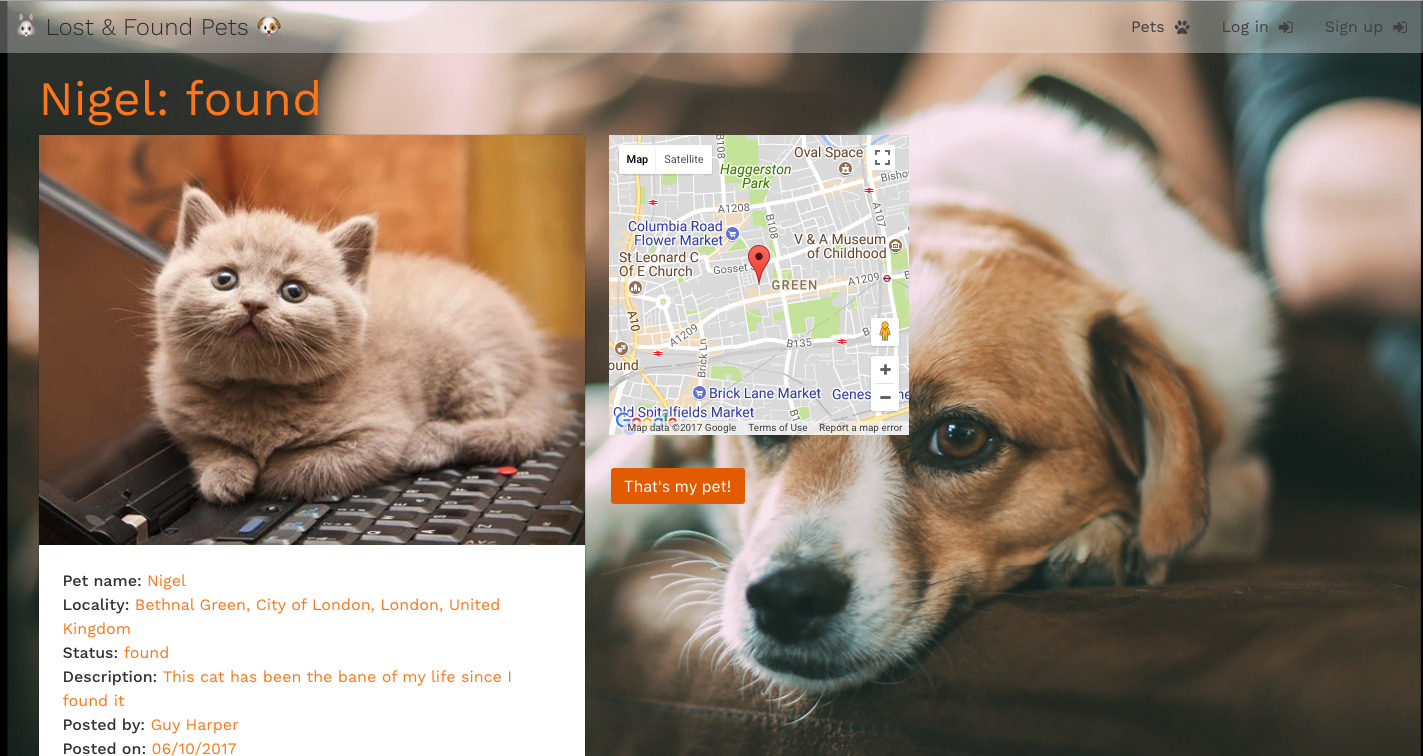 Lost & Found Pets
Pets
Log in
Sign up
Nigel: found
Map
Satellite
B108
Oval Space
Haggerston
Park
Bisho
A1208
B108
A107
Columbia Road
Flower Market
V & A Museum
of Childhood
St Leonard C
Of E Church
Gosset S
GREEN
A1209
A10
A1209
B135
B
ound
Brick Ln
Brick Lane Market
Genes
ne
Old Spitalfields Market
B1
Google
Map data ©2017 Google
Terms of Use
Report a map error
That's my pet!
Pet name: Nigel
Locality: Bethnal Green, City of London, London, United
Kingdom
Status: found
Description: This cat has been the bane of my life since I
found it
Posted by: Guy Harper
Posted on: 06/10/2017